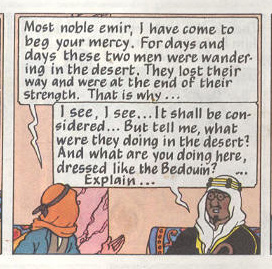 Most noble emir, I have come to
beg your mercy. For days and
days these two men were wander-
ing in the desert. They lost their
way and were at the end of their
strength. That is why ...
I see, I see... It shall be con-
sidered... But tell me, what
were they doing in the desert?
And what are you doing here,
dressed like the Bedouin? ...
Explain ...